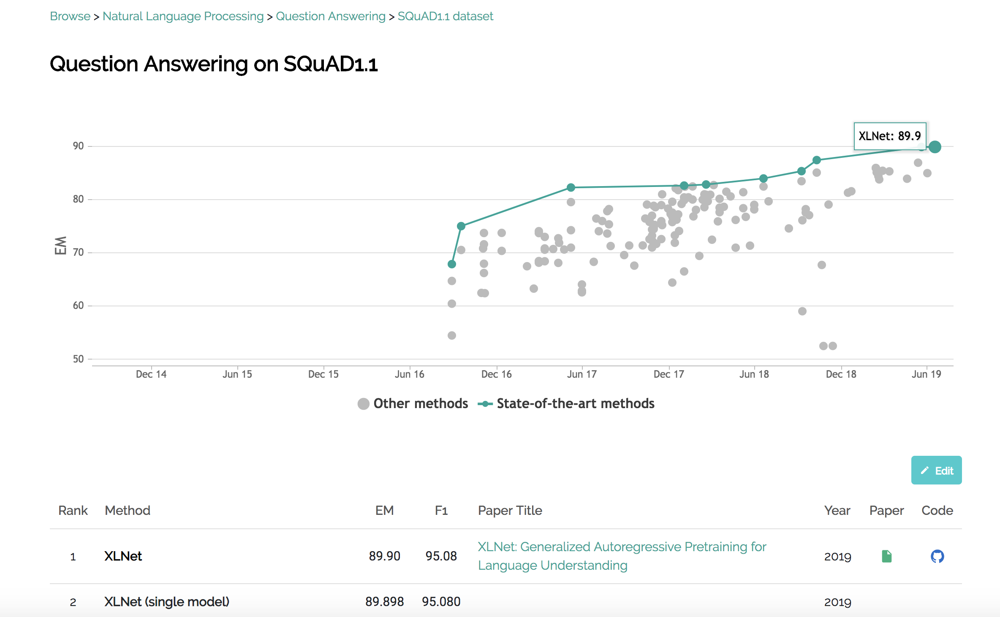 Browse > Natural Language Processing > Question Answering > SQuAD1.1 dataset
Question Answering on SQuAD1.1
XLNet: 89.9
90
80
70
60
50
EM
Dec 14 Jun 15 Dec 15 Jun 16 Dec 16 Jun 17 Dec 17 Jun 18 Dec 18 Jun 19
Other methods State-of-the-art methods
Edit
Rank Method EM F1 Paper Title Year Paper Code
1 XLNet 89.90 95.08 XLNet: Generalized Autoregressive Pretraining for 2019
Language Understanding
2 XLNet (single model) 89.898 95.080 2019